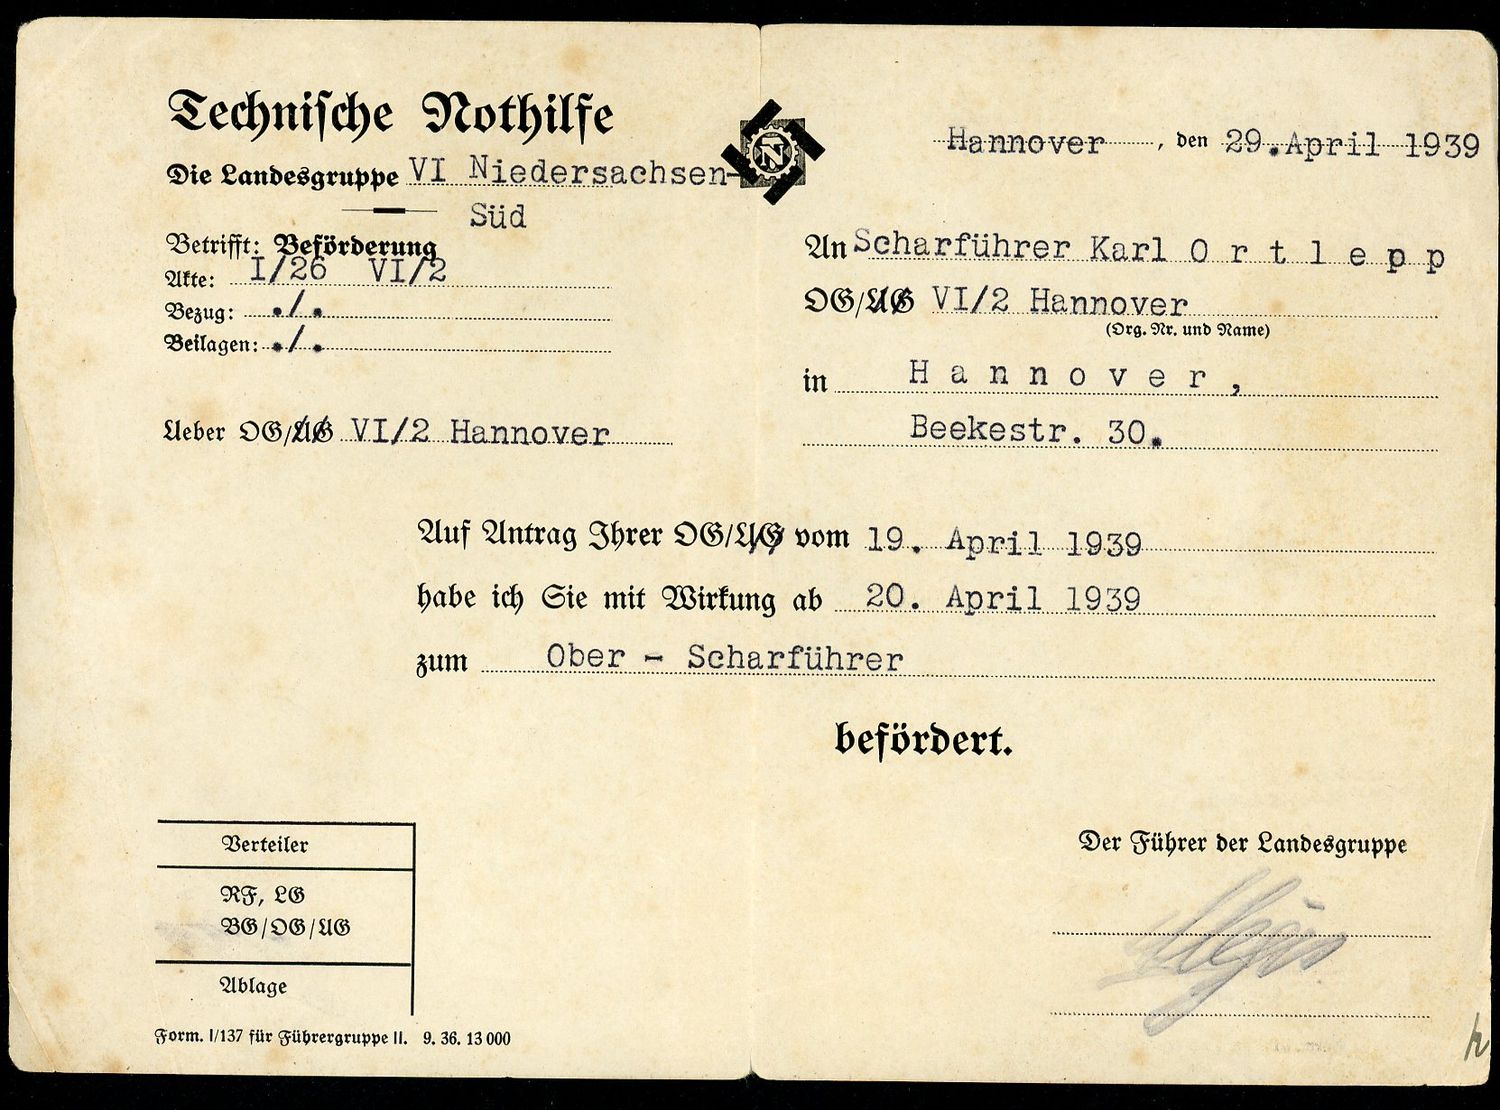 Technische Nothilfe
Die Landesgruppe VI Niedersachsen-
Süd
Betrifft: Beförderung
Akte: I/26 VI/2
Bezug: ./.
Beilagen: ./.
Ueber OG/UG VI/2 Hannover
N
Hannover, den 29.April 1939
An Scharführer Karl O r t l e p p
OG/UG VI/2 Hannover
(Org. Nr. und Name)
in H a n n o v e r ,
Beekestr. 30.
Auf Antrag Ihrer OG/UG vom 19. April 1939
habe ich Sie mit Wirkung ab 20. April 1939
zum Ober - Scharführer
befördert.
Verteiler
RF, LG
BG/OG/UG
Ablage
Form. I/137 für Führergruppe II. 9. 36. 13 000
Der Führer der Landesgruppe